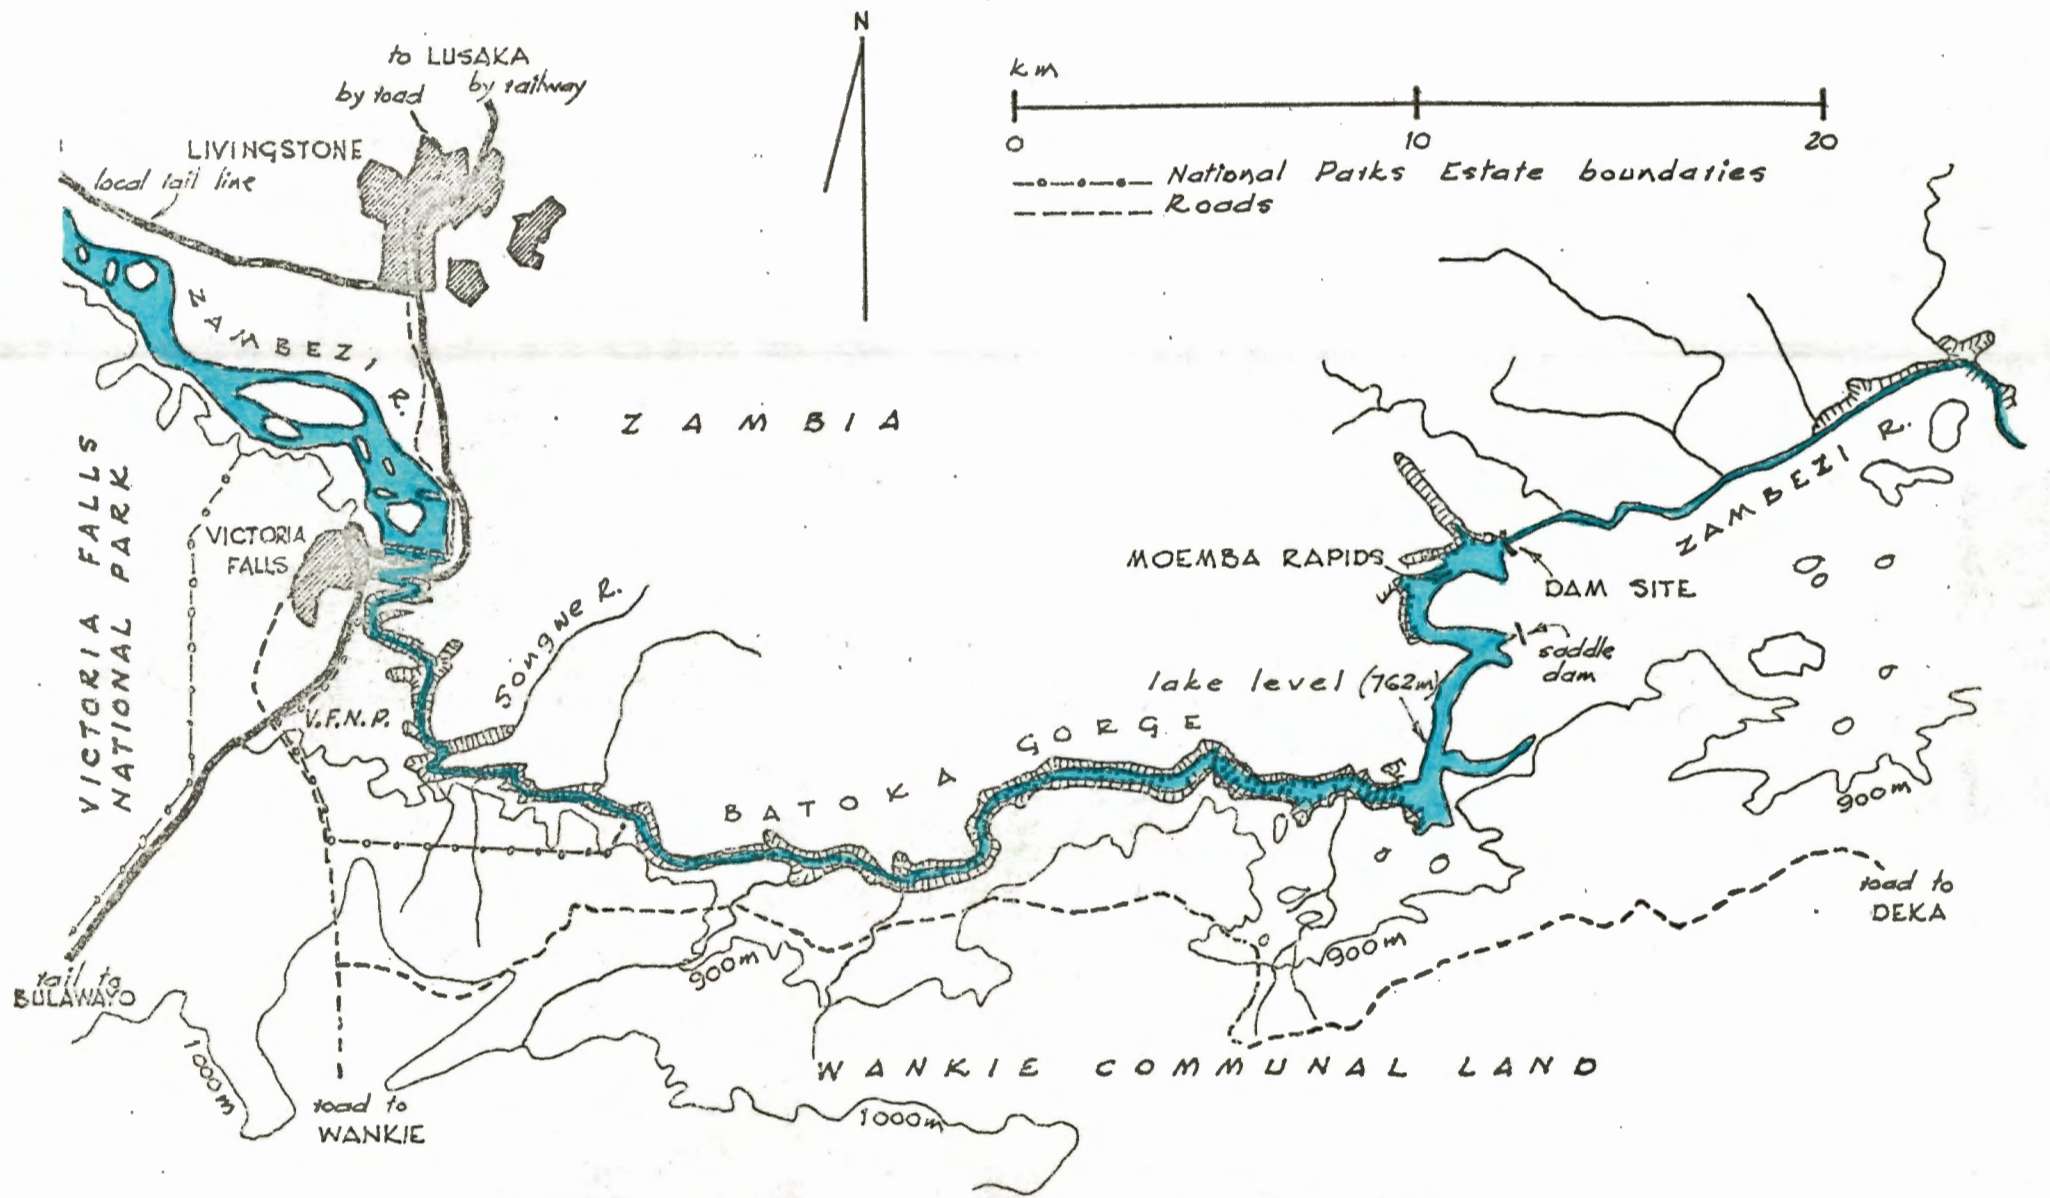 N
to LUSAKA
by road
by railway
LIVINGSTONE
local rail line
km
0
10
20
National Parks Estate boundaries
Roads
ZAMBEZI R.
ZAMBIA
VICTORIA FALLS
NATIONAL PARK
VICTORIA
FALLS
Songwe R.
V.F.N.P.
BATOKA GORGE
MOEMBA RAPIDS
DAM SITE
saddle
dam
lake level (762m)
ZAMBEZI R.
900m
road to
DEKA
900m
900m
rail to
BULAWAYO
1000m
road to
WANKIE
WANKIE COMMUNAL LAND
1000m